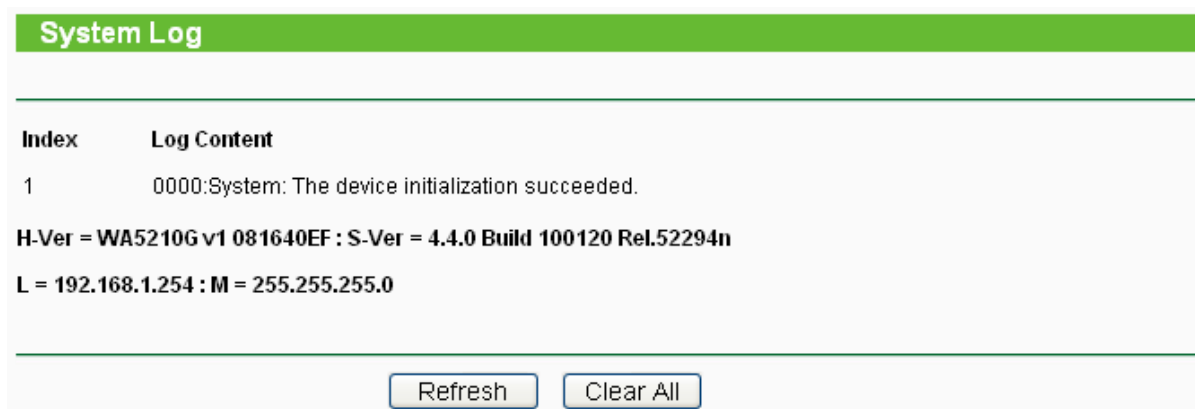 System Log
Index Log Content
1 0000:System: The device initialization succeeded.
H-Ver = WA5210G v1 081640EF : S-Ver = 4.4.0 Build 100120 Rel.52294n
L = 192.168.1.254 : M = 255.255.255.0
Refresh Clear All